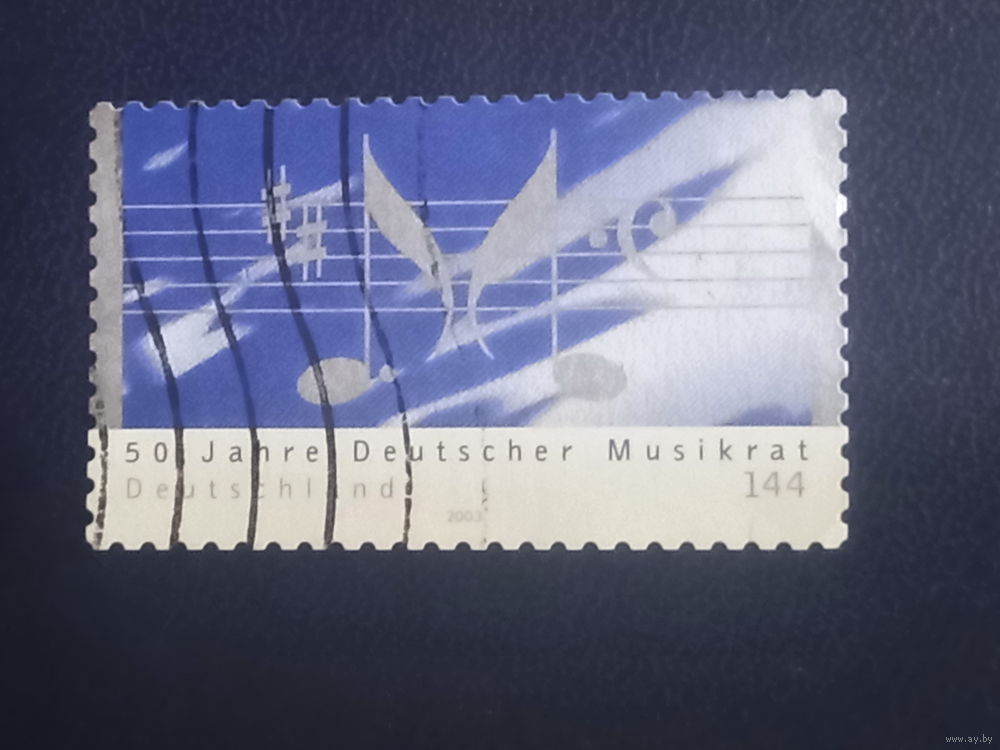 50 Jahre Deutscher Musikrat
Deutschland
144
2003
www.ay.by